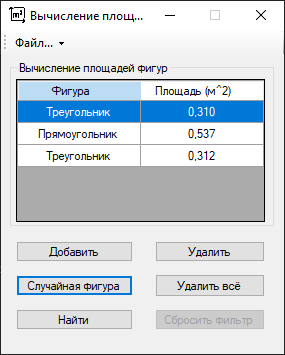 m² Вычисление площ...
Файл...
Вычисление площадей фигур
Фигура Площадь (м^2)
Треугольник 0,310
Прямоугольник 0,537
Треугольник 0,312
Добавить Удалить
Случайная фигура Удалить всё
Найти Сбросить фильтр